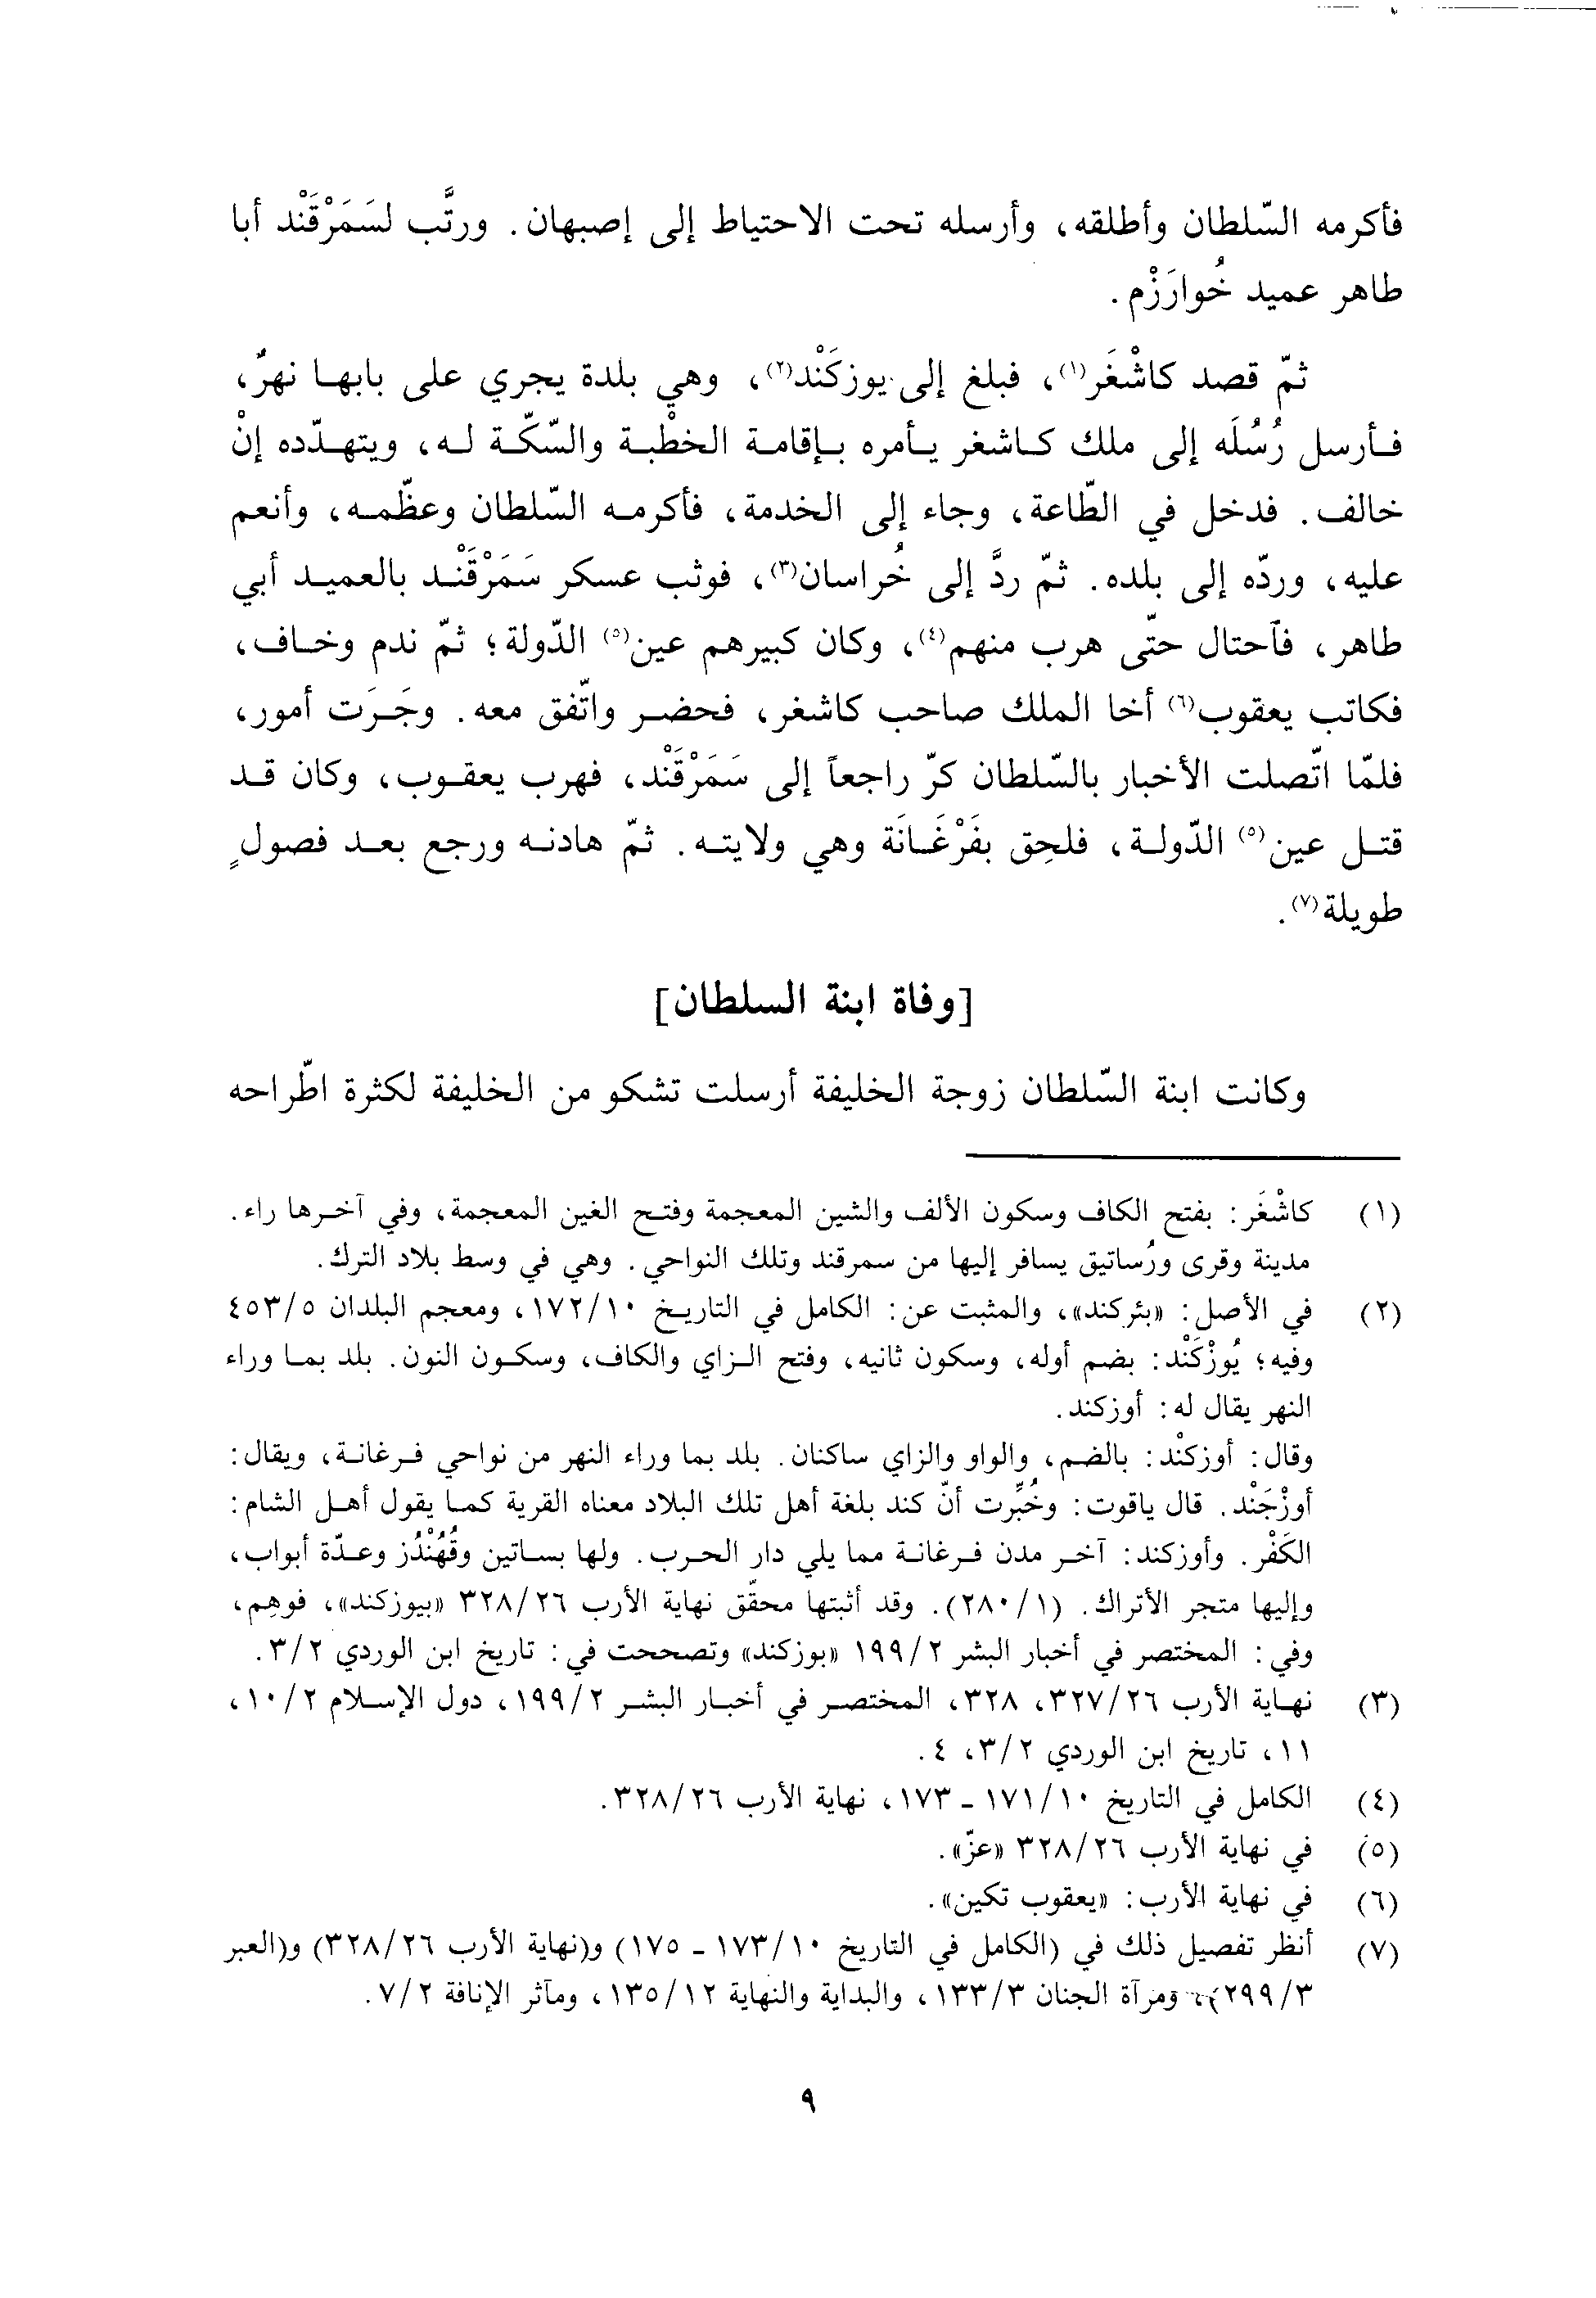 فأكرمه السّلطان وأطلقه، وأرسله تحت الاحتياط إلى إصبهان. ورتَّب لسَمَرْقَنْد أبا
طاهر عميد خُوارَزْم.
ثمّ قصد كاشْغَر(١)، فبلغ إلى يوزكَنْد(٢)، وهي بلدة يجري على بابها نهرٌ،
فأرسل رُسُلَه إلى ملك كاشغر يأمره بإقامة الخطْبة والسّكّة له، ويتهدّده إنْ
خالف. فدخل في الطّاعة، وجاء إلى الخدمة، فأكرمه السّلطان وعظّمه، وأنعم
عليه، وردّه إلى بلده. ثمّ ردَّ إلى خُراسان(٣)، فوثب عسكر سَمَرْقَنْد بالعميد أبي
طاهر، فاَحتال حتّى هرب منهم(٤)، وكان كبيرهم عين(٥) الدّولة؛ ثمّ ندم وخاف،
فكاتب يعقوب(٦) أخا الملك صاحب كاشغر، فحضر واتّفق معه. وجَرَت أمور،
فلمّا اتّصلت الأخبار بالسّلطان كرّ راجعاً إلى سَمَرْقَنْد، فهرب يعقوب، وكان قد
قتل عين(٥) الدّولة، فلحِق بفَرْغَانَة وهي ولايته. ثمّ هادنه ورجع بعد فصولٍ
طويلة(٧).
[وفاة ابنة السلطان]
وكانت ابنة السّلطان زوجة الخليفة أرسلت تشكو من الخليفة لكثرة اطّراحه
(١) كاشْغَر: بفتح الكاف وسكون الألف والشين المعجمة وفتح الغين المعجمة، وفي آخرها راء.
مدينة وقرى ورُساتيق يسافر إليها من سمرقند وتلك النواحي. وهي في وسط بلاد الترك.
(٢) في الأصل: «بئركند»، والمثبت عن: الكامل في التاريخ ١٧٢/١٠، ومعجم البلدان ٤٥٣/٥
وفيه؛ يُوزْكَنْد: بضم أوله، وسكون ثانيه، وفتح الزاي والكاف، وسكون النون. بلد بما وراء
النهر يقال له: أوزكند.
وقال: أوزكنْد: بالضم، والواو والزاي ساكنان. بلد بما وراء النهر من نواحي فرغانة، ويقال:
أوزْجَنْد. قال ياقوت: وخُبِّرت أنّ كند بلغة أهل تلك البلاد معناه القرية كما يقول أهل الشام:
الكَفْر. وأوزكند: آخر مدن فرغانة مما يلي دار الحرب. ولها بساتين وقُهُنْدُز وعدّة أبواب،
وإليها متجر الأتراك. (٢٨٠/١). وقد أثبتها محقّق نهاية الأرب ٣٢٨/٢٦ «بيوزكند»، فوهِم،
وفي: المختصر في أخبار البشر ١٩٩/٢ «بوزكند» وتصححت في: تاريخ ابن الوردي ٣/٢.
(٣) نهاية الأرب ٣٢٧/٢٦، ٣٢٨، المختصر في أخبار البشر ١٩٩/٢، دول الإسلام ١٠/٢،
١١، تاريخ ابن الوردي ٣/٢، ٤.
(٤) الكامل في التاريخ ١٧١/١٠ - ١٧٣، نهاية الأرب ٣٢٨/٢٦.
(٥) في نهاية الأرب ٣٢٨/٢٦ «عزّ».
(٦) في نهاية الأرب: «يعقوب تكين».
(٧) أنظر تفصيل ذلك في (الكامل في التاريخ ١٧٣/١٠ - ١٧٥) و(نهاية الأرب ٣٢٨/٢٦) و(العبر
٢٩٩/٣)، ومرآة الجنان ١٣٣/٣، والبداية والنهاية ١٣٥/١٢، ومآثر الإنافة ٧/٢.
٩